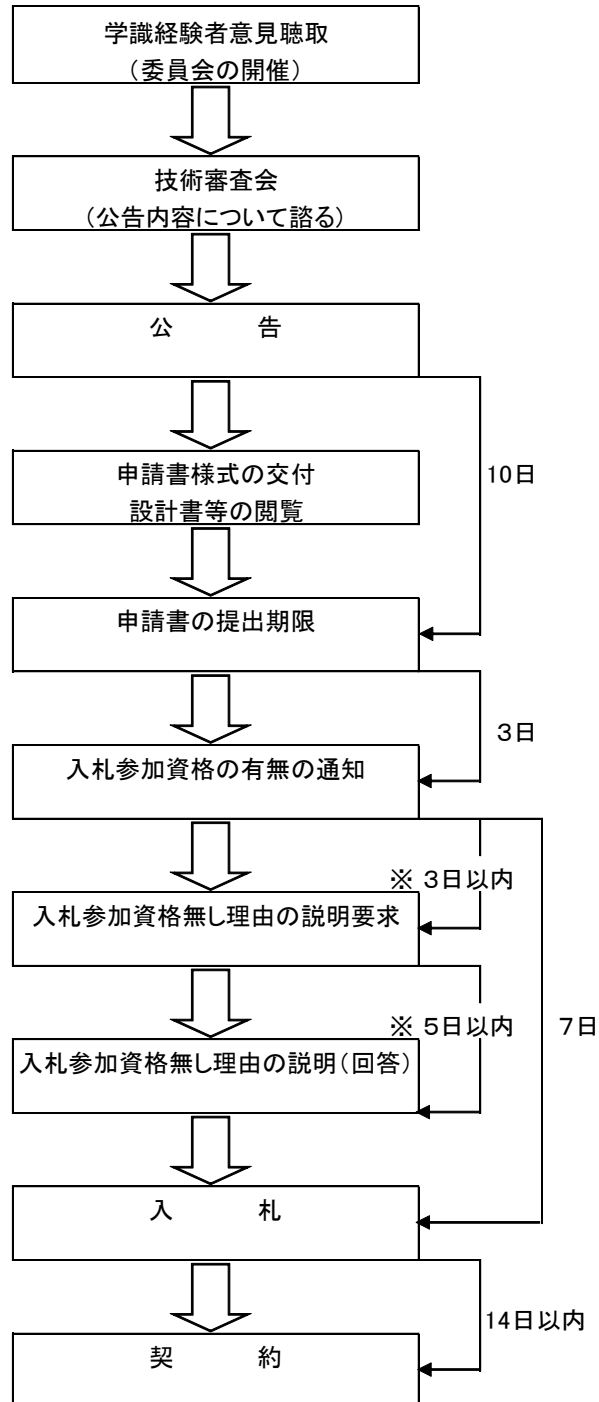 学識経験者意見聴取
（委員会の開催）
技術審査会
(公告内容について諮る)
公　　　告
申請書様式の交付
設計書等の閲覧
10日
申請書の提出期限
３日
入札参加資格の有無の通知
※ ３日以内
入札参加資格無し理由の説明要求
※ ５日以内
７日
入札参加資格無し理由の説明（回答）
入　　　札
14日以内
契　　　約